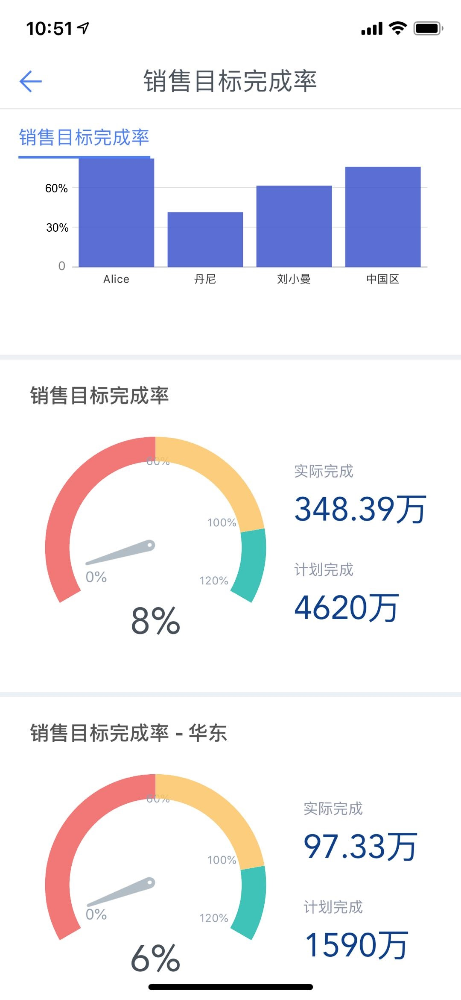 10:51
销售目标完成率
销售目标完成率
60%
30%
0
Alice 丹尼 刘小曼 中国区
销售目标完成率
60%
100%
0%
120%
8%
实际完成
348.39万
计划完成
4620万
销售目标完成率 - 华东
60%
100%
0%
120%
6%
实际完成
97.33万
计划完成
1590万